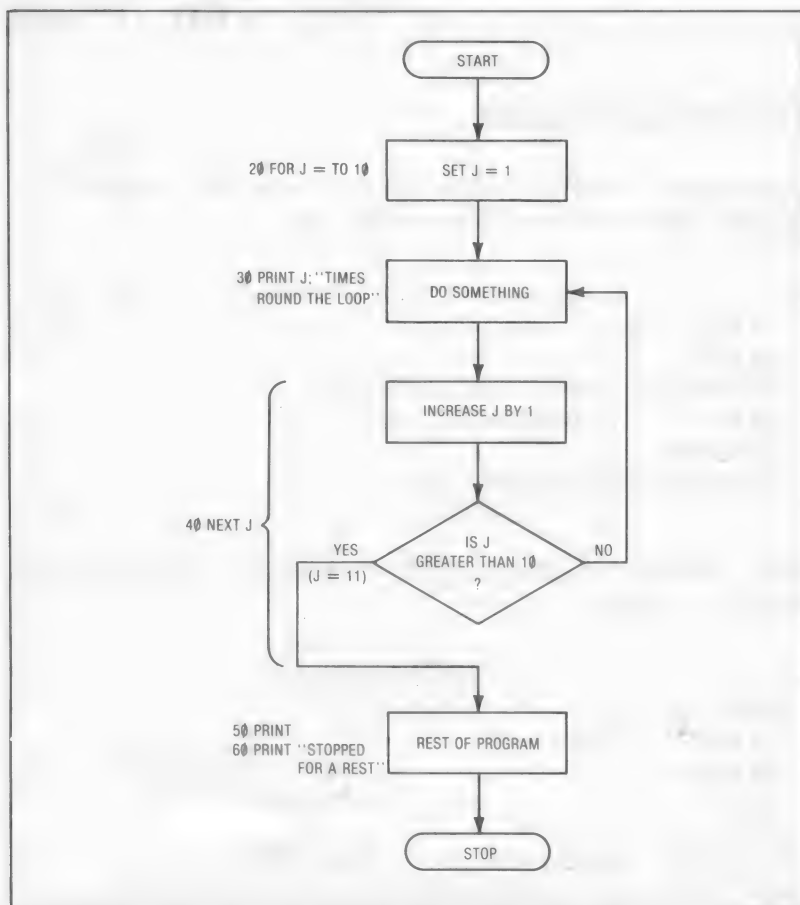 START
20 FOR J = TO 10
SET J = 1
30 PRINT J; "TIMES
ROUND THE LOOP"
DO SOMETHING
INCREASE J BY 1
40 NEXT J
IS J
GREATER THAN 10
?
YES
(J = 11)
NO
50 PRINT
60 PRINT "STOPPED
FOR A REST"
REST OF PROGRAM
STOP